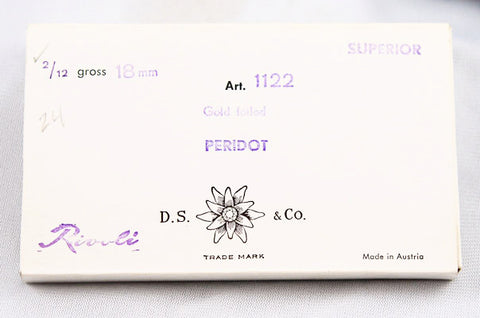 SUPERIOR
2/12 gross 18 mm
Art. 1122
Gold foiled
24
PERIDOT
D.S. & Co.
Rivoli
TRADE MARK
Made in Austria